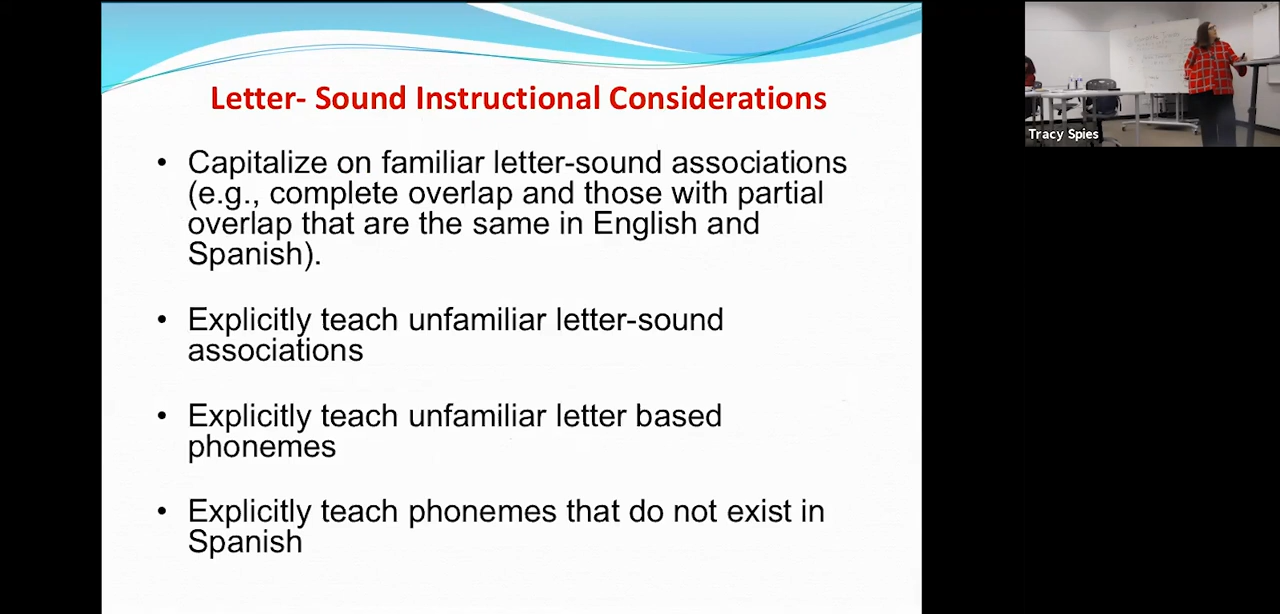 Letter- Sound Instructional Considerations
• Capitalize on familiar letter-sound associations
(e.g., complete overlap and those with partial
overlap that are the same in English and
Spanish).
• Explicitly teach unfamiliar letter-sound
associations
• Explicitly teach unfamiliar letter based
phonemes
• Explicitly teach phonemes that do not exist in
Spanish
Tracy Spies